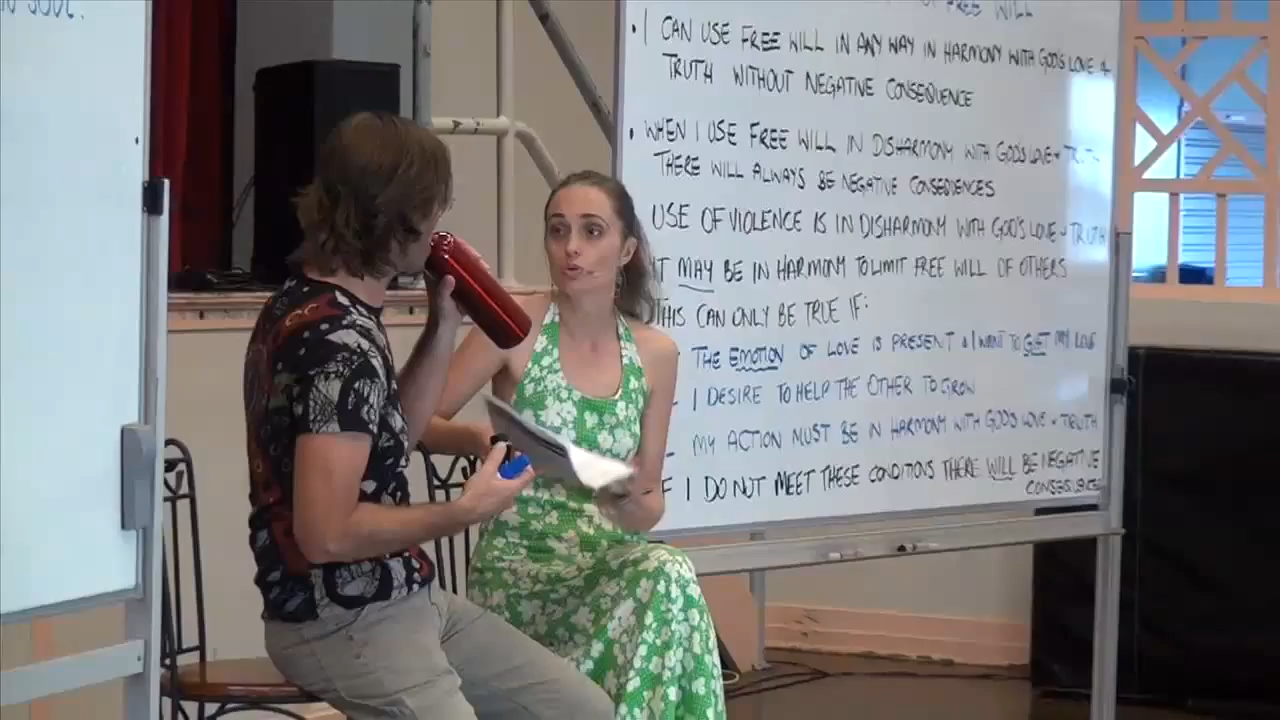 IN SOUL.
FREE WILL
• I CAN USE FREE WILL IN ANY WAY IN HARMONY WITH GOD'S LOVE +
TRUTH WITHOUT NEGATIVE CONSEQUENCE
• WHEN I USE FREE WILL IN DISHARMONY WITH GOD'S LOVE + TRUTH
THERE WILL ALWAYS BE NEGATIVE CONSEQUENCES
USE OF VIOLENCE IS IN DISHARMONY WITH GOD'S LOVE + TRUTH
IT MAY BE IN HARMONY TO LIMIT FREE WILL OF OTHERS
THIS CAN ONLY BE TRUE IF:
- THE EMOTION OF LOVE IS PRESENT & I WANT TO GET MY LOVE
- I DESIRE TO HELP THE OTHER TO GROW
- MY ACTION MUST BE IN HARMONY WITH GOD'S LOVE + TRUTH
IF I DO NOT MEET THESE CONDITIONS THERE WILL BE NEGATIVE
CONSEQUENCE